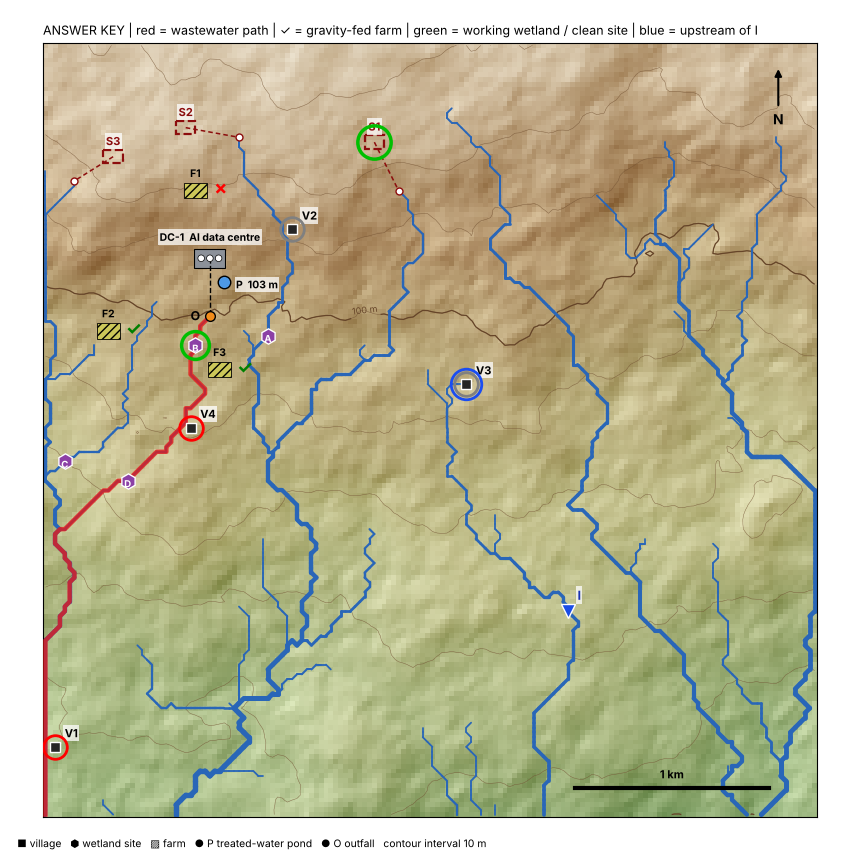 ANSWER KEY | red = wastewater path | ✓ = gravity-fed farm | green = working wetland / clean site | blue = upstream of I
N
S2
S1
S3
F1
V2
DC-1 AI data centre
P 103 m
O
100 m
F2
A
B
F3
V3
V4
C
D
I
V1
1 km
■ village ⬢ wetland site ▨ farm ● P treated-water pond ● O outfall contour interval 10 m